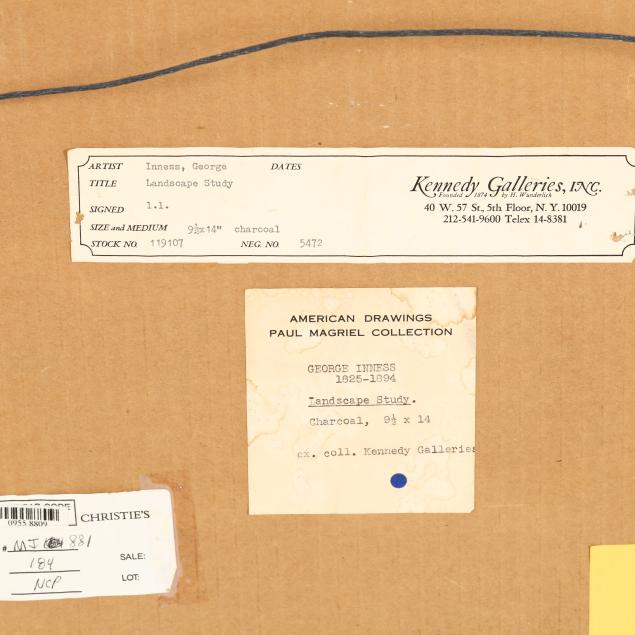 ARTIST Inness, George DATES
TITLE Landscape Study
SIGNED l.l.
SIZE and MEDIUM 9½x14" charcoal
STOCK NO. 119107 NEG. NO. 5472
Kennedy Galleries, INC.
Founded 1874 by H. Wunderlich
40 W. 57 St., 5th Floor, N. Y. 10019
212-541-9600 Telex 14-8381
AMERICAN DRAWINGS
PAUL MAGRIEL COLLECTION
GEORGE INNESS
1825-1894
Landscape Study.
Charcoal, 9½ x 14
ex. coll. Kennedy Galleries
0955 8809
CHRISTIE'S
# MJ 881
184
NCP
SALE:
LOT: